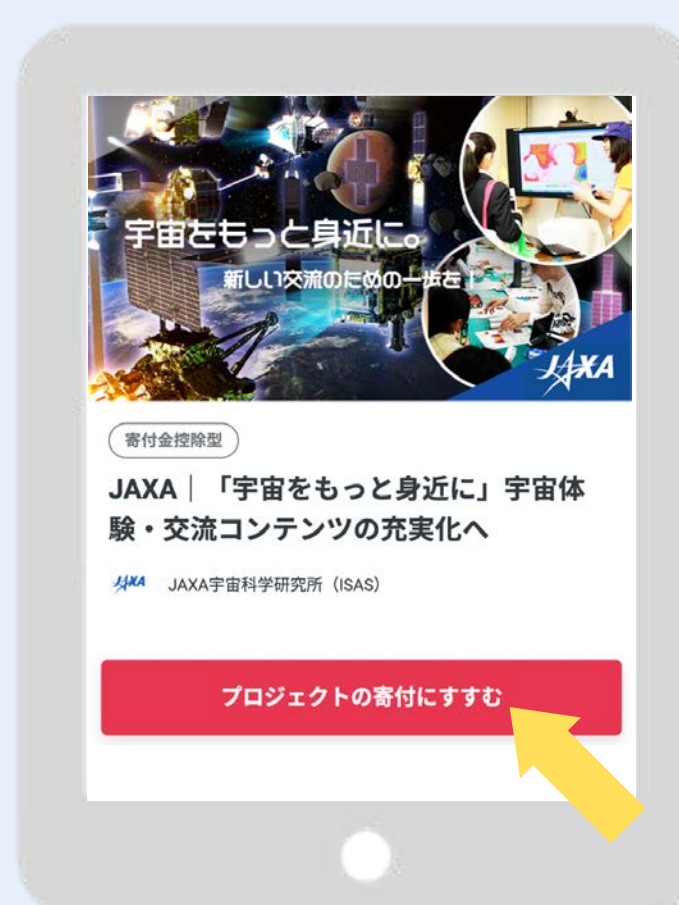 宇宙をもっと身近に。
新しい交流のための一歩を！
JAXA
寄付金控除型
JAXA｜「宇宙をもっと身近に」宇宙体
験・交流コンテンツの充実化へ
JAXA JAXA宇宙科学研究所（ISAS）
プロジェクトの寄付にすすむ